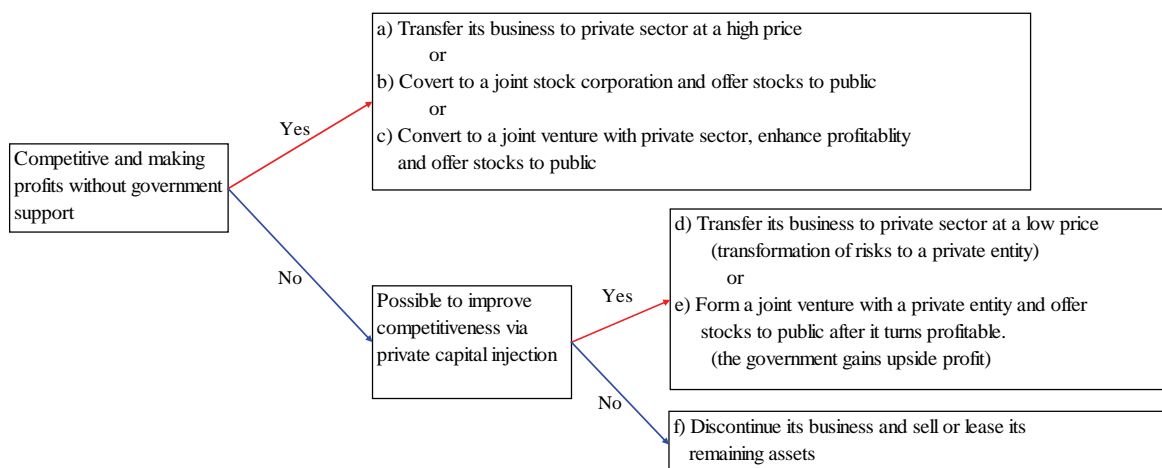 a) Transfer its business to private sector at a high price
or
b) Covert to a joint stock corporation and offer stocks to public
or
c) Convert to a joint venture with private sector, enhance profitablity
and offer stocks to public
Yes
Competitive and making
profits without government
support
No
Possible to improve
competitiveness via
private capital injection
Yes
d) Transfer its business to private sector at a low price
(transformation of risks to a private entity)
or
e) Form a joint venture with a private entity and offer
stocks to public after it turns profitable.
(the government gains upside profit)
No
f) Discontinue its business and sell or lease its
remaining assets